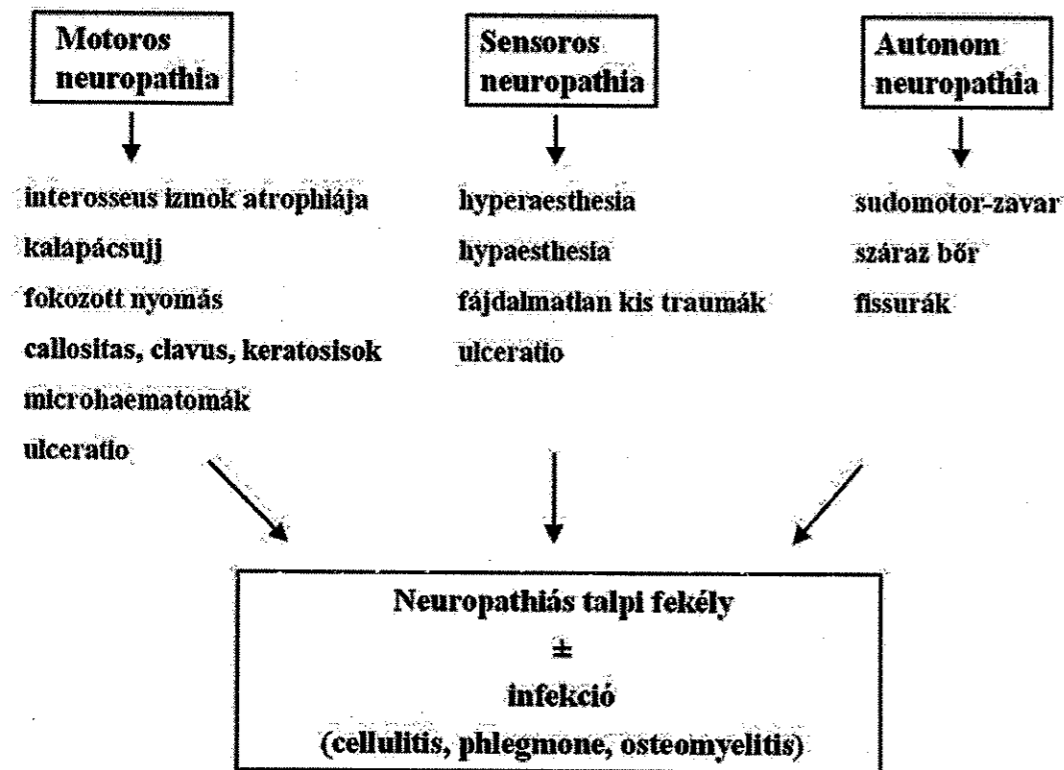 Motoros
neuropathia
interosseus izmok atrophiája
kalapácsujj
fokozott nyomás
callositas, clavus, keratosisok
microhaematomák
ulceratio
Sensoros
neuropathia
hyperaesthesia
hypaesthesia
fájdalmatlan kis traumák
ulceratio
Autonom
neuropathia
sudomotor-zavar
száraz bőr
fissurák
Neuropathiás talpi fekély
±
infekció
(cellulitis, phlegmone, osteomyelitis)